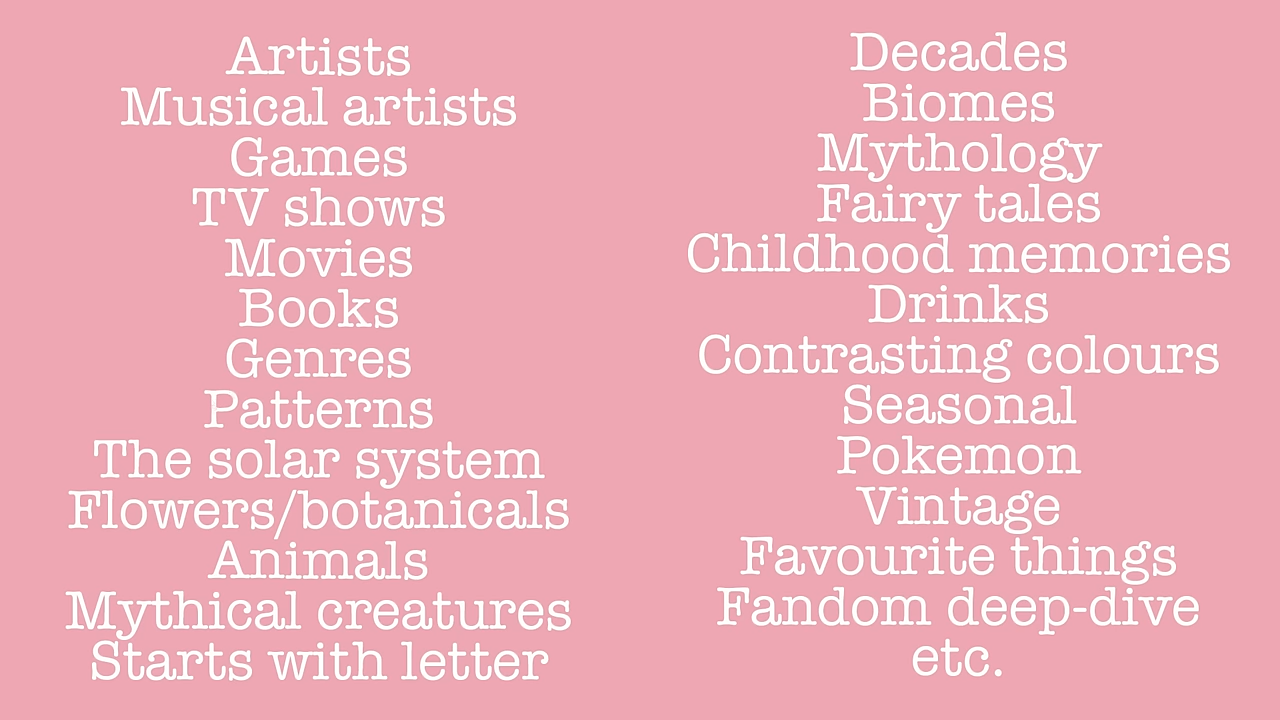 Artists
Musical artists
Games
TV shows
Movies
Books
Genres
Patterns
The solar system
Flowers/botanicals
Animals
Mythical creatures
Starts with letter
Decades
Biomes
Mythology
Fairy tales
Childhood memories
Drinks
Contrasting colours
Seasonal
Pokemon
Vintage
Favourite things
Fandom deep-dive
etc.